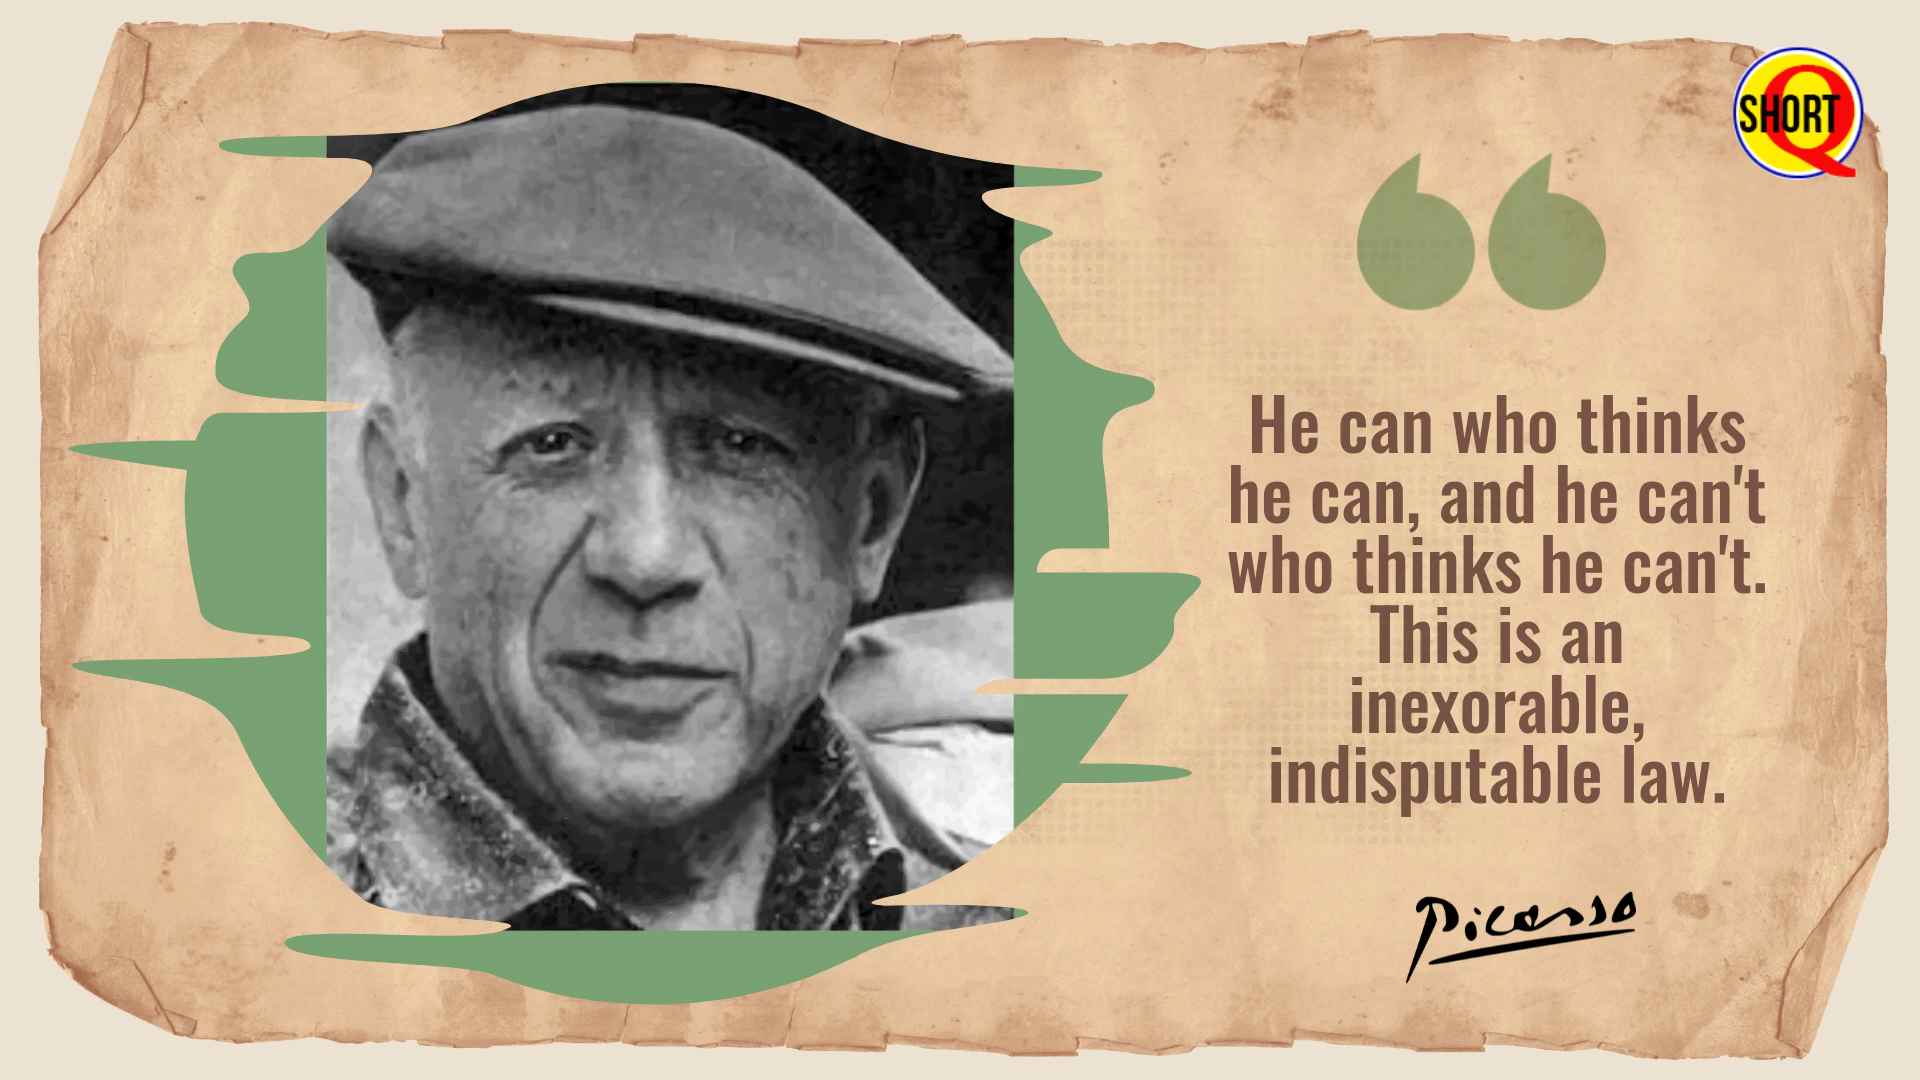 SHORT Q
He can who thinks
he can, and he can't
who thinks he can't.
This is an
inexorable,
indisputable law.
Picasso